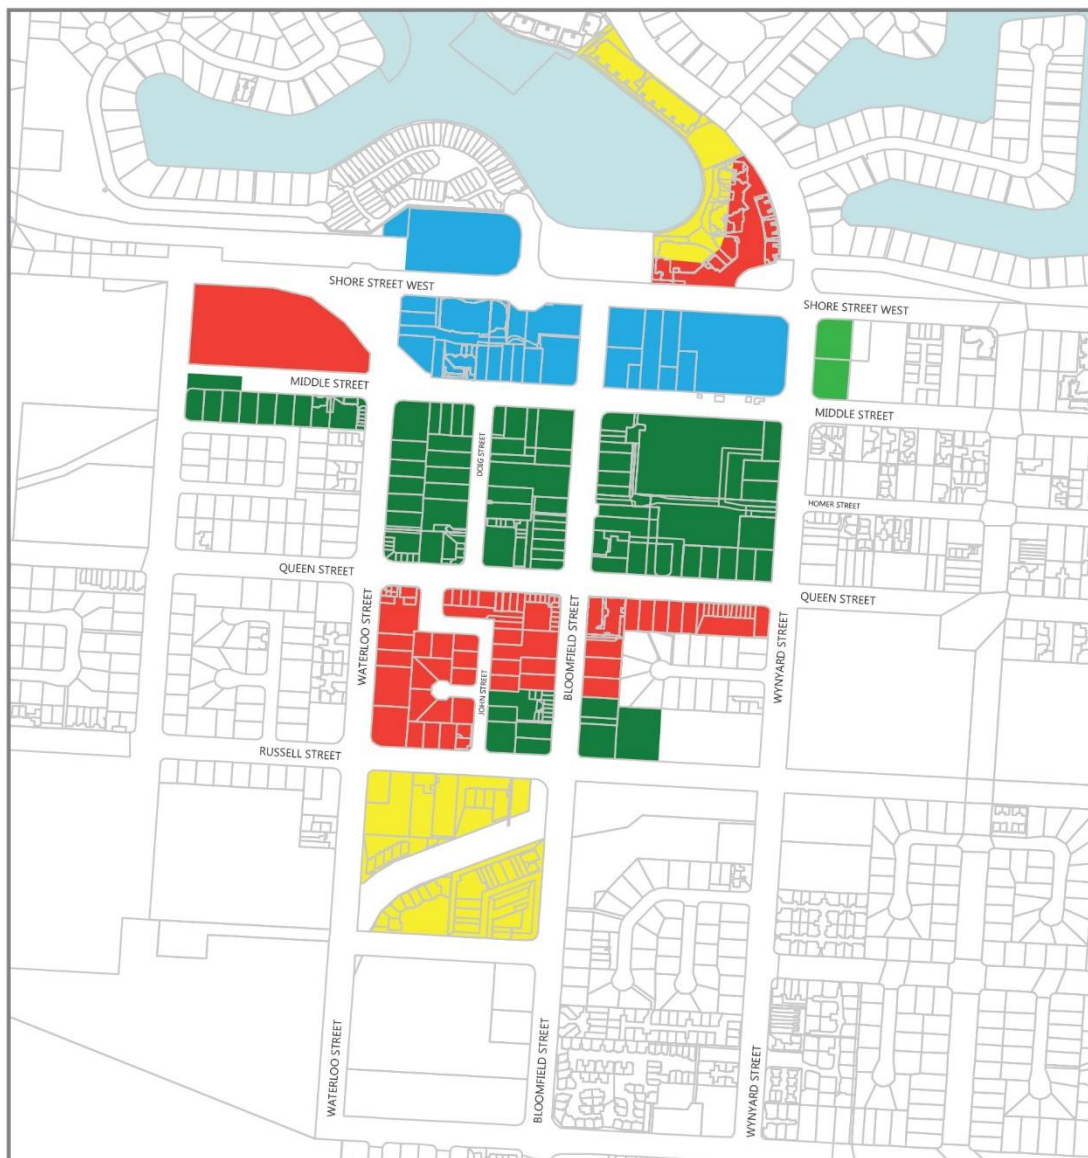 SHORE STREET WEST
SHORE STREET WEST
MIDDLE STREET
MIDDLE STREET
DOIG STREET
HOMER STREET
QUEEN STREET
QUEEN STREET
WATERLOO STREET
BLOOMFIELD STREET
WYNYARD STREET
JOHN STREET
RUSSELL STREET
WATERLOO STREET
BLOOMFIELD STREET
WYNYARD STREET